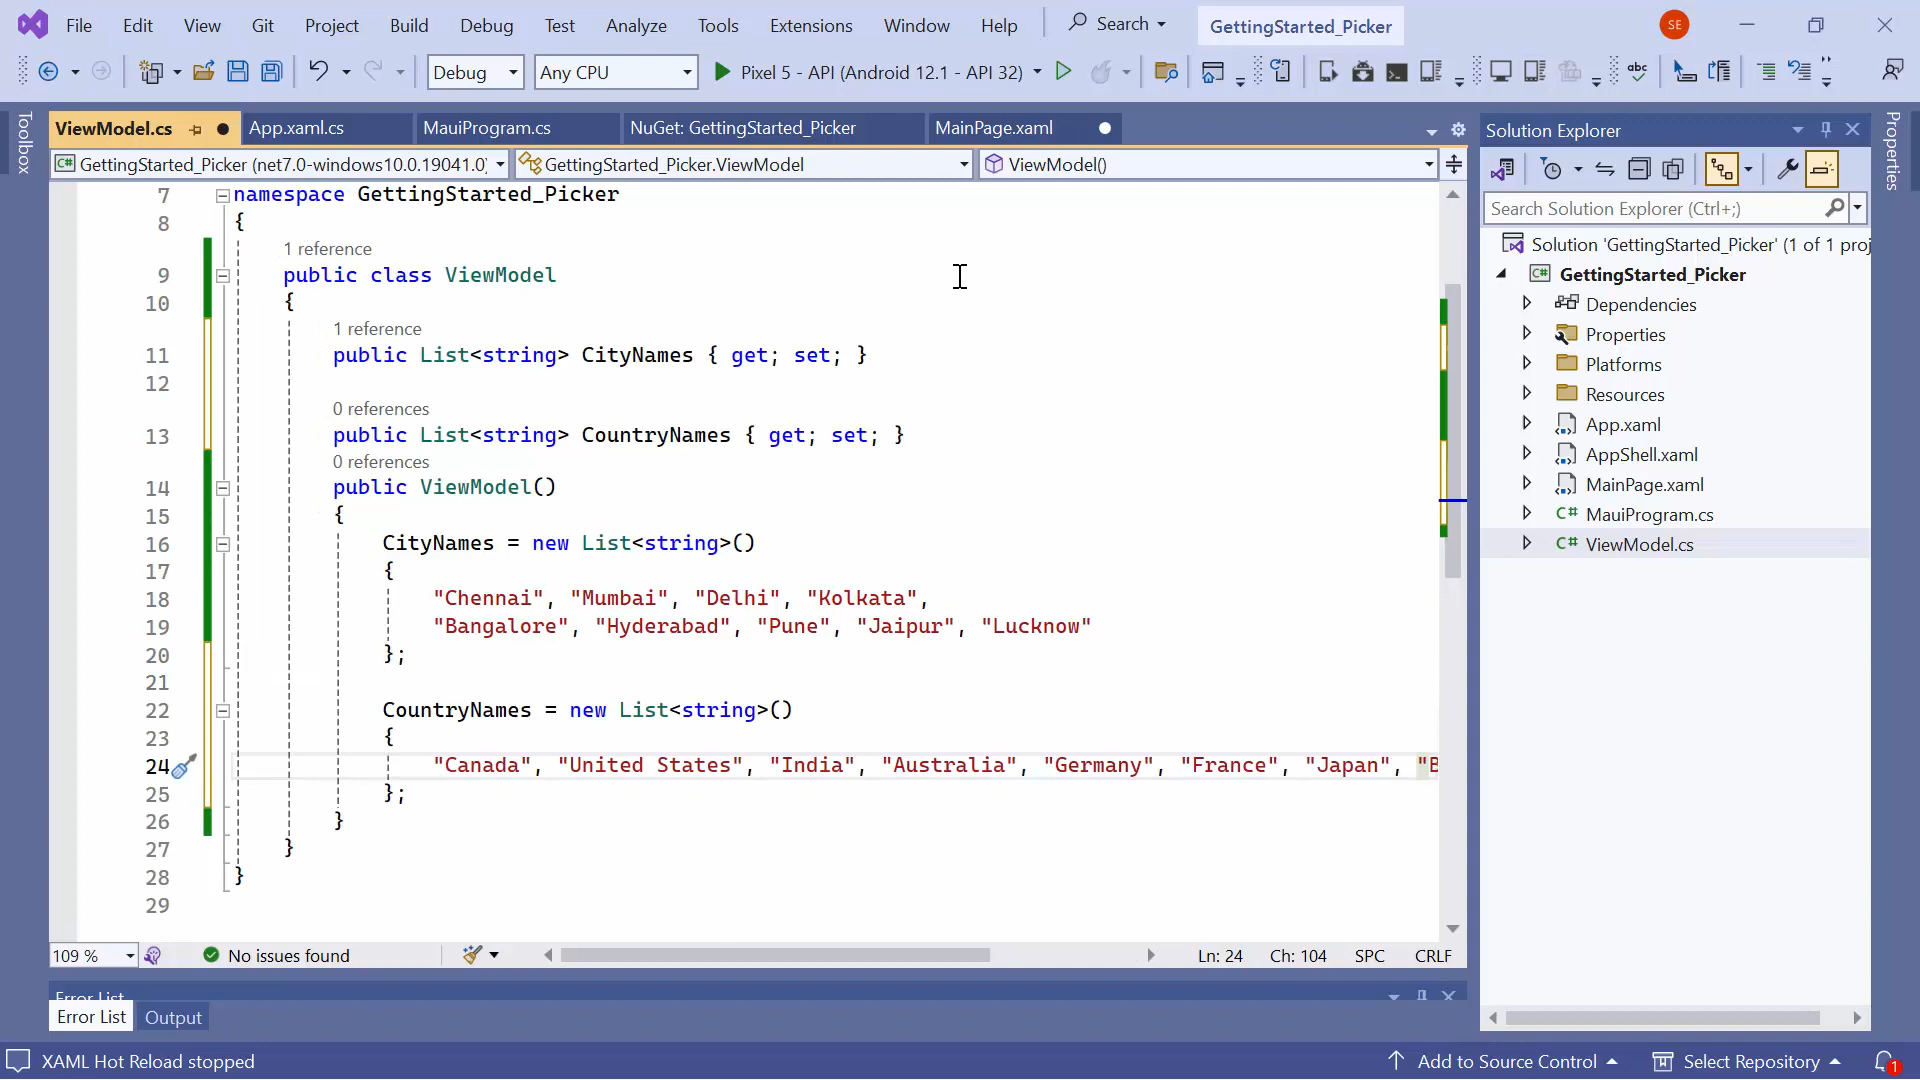 File Edit View Git Project Build Debug Test Analyze Tools Extensions Window Help Search GettingStarted_Picker SE
Debug Any CPU Pixel 5 - API (Android 12.1 - API 32)
Toolbox
ViewModel.cs App.xaml.cs MauiProgram.cs NuGet: GettingStarted_Picker MainPage.xaml
GettingStarted_Picker (net7.0-windows10.0.19041.0) GettingStarted_Picker.ViewModel ViewModel()
7 namespace GettingStarted_Picker
8 {
1 reference
9 public class ViewModel
10 {
1 reference
11 public List<string> CityNames { get; set; }
12
0 references
13 public List<string> CountryNames { get; set; }
0 references
14 public ViewModel()
15 {
16 CityNames = new List<string>()
17 {
18 "Chennai", "Mumbai", "Delhi", "Kolkata",
19 "Bangalore", "Hyderabad", "Pune", "Jaipur", "Lucknow"
20 };
21
22 CountryNames = new List<string>()
23 {
24 "Canada", "United States", "India", "Australia", "Germany", "France", "Japan", "B
25 };
26 }
27 }
28 }
29
109 % No issues found Ln: 24 Ch: 104 SPC CRLF
Error List
Error List Output
Solution Explorer
Search Solution Explorer (Ctrl+;)
Solution 'GettingStarted_Picker' (1 of 1 proj
GettingStarted_Picker
Dependencies
Properties
Platforms
Resources
App.xaml
AppShell.xaml
MainPage.xaml
C# MauiProgram.cs
C# ViewModel.cs
Properties
XAML Hot Reload stopped Add to Source Control Select Repository 1